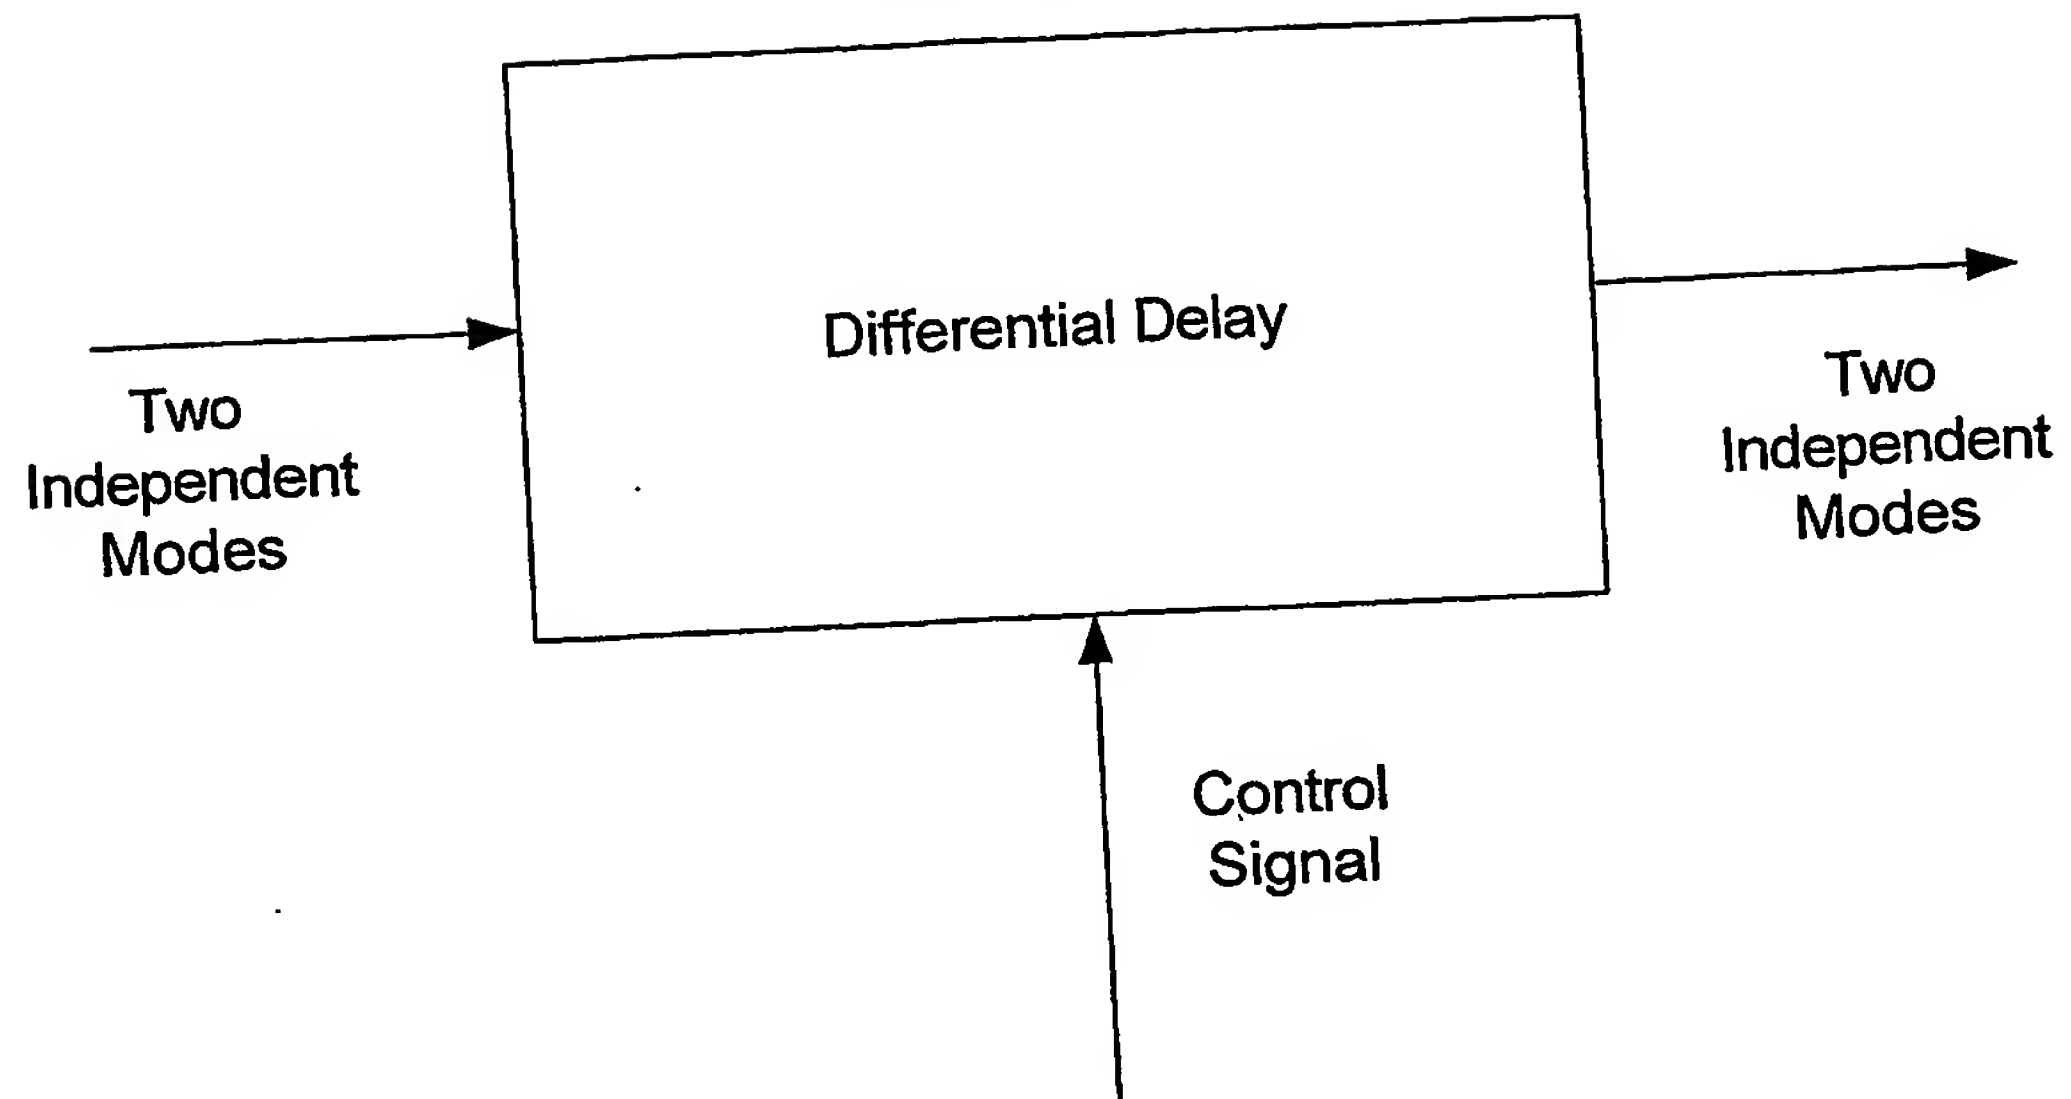 Differential Delay
Two
Independent
Modes
Two
Independent
Modes
Control
Signal